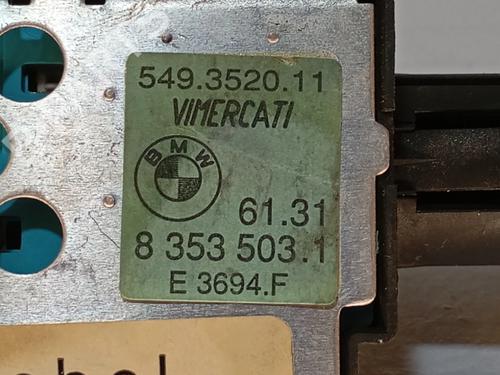 549.3520.11
VIMERCATI
BMW
61.31
8 353 503.1
E 3694.F